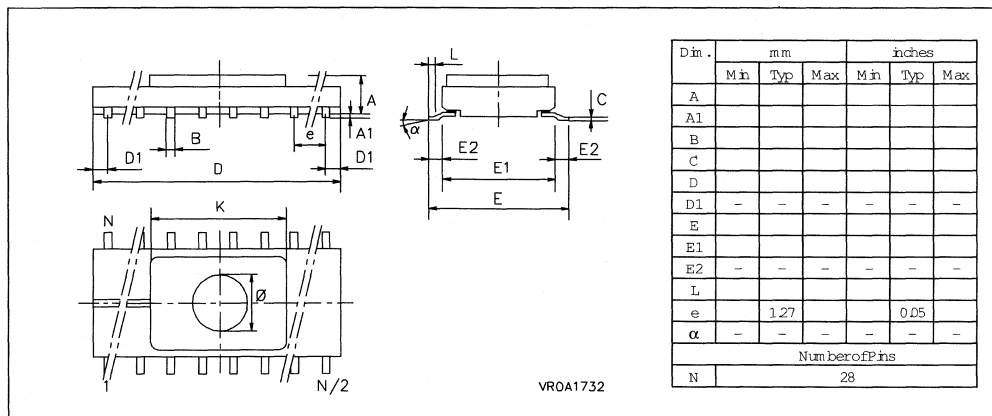 L
A
C
A1
α
B
e
D1
D1
E2
E2
D
E1
E
N
K
Ø
1
N/2
VR0A1732
Dim. mm inches
Min Typ Max Min Typ Max
A
A1
B
C
D
D1 – – – – – –
E
E1
E2 – – – – – –
L
e 1.27 0.05
α – – – – – –
Number of Pins
N 28